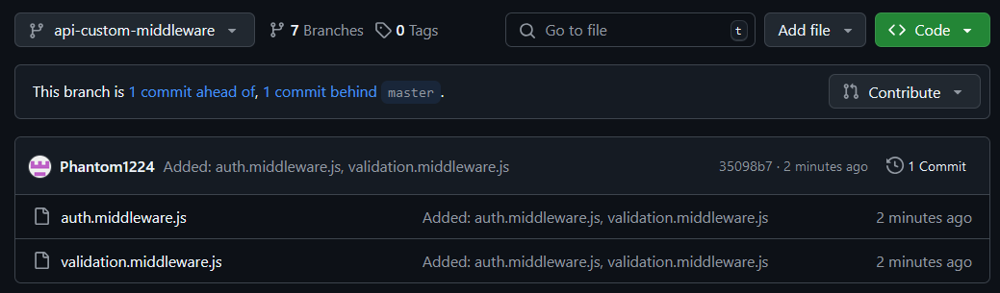 api-custom-middleware 7 Branches 0 Tags Go to file t Add file Code
This branch is 1 commit ahead of, 1 commit behind master. Contribute
Phantom1224 Added: auth.middleware.js, validation.middleware.js 35098b7 · 2 minutes ago 1 Commit
auth.middleware.js Added: auth.middleware.js, validation.middleware.js 2 minutes ago
validation.middleware.js Added: auth.middleware.js, validation.middleware.js 2 minutes ago